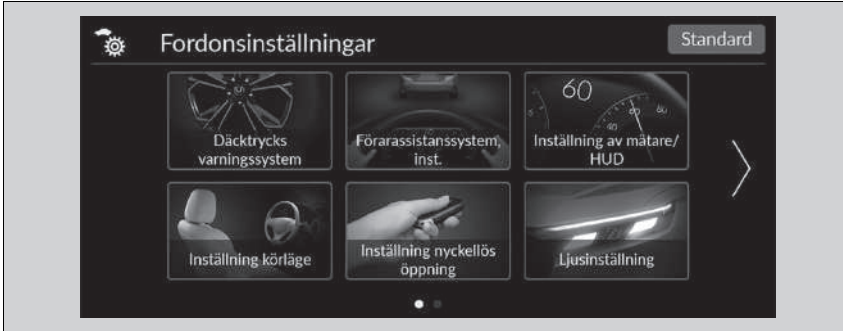 Fordonsinställningar
Standard
Däcktrycks
varningssystem
Förarassistanssystem,
inst.
60
Inställning av mätare/
HUD
Inställning körläge
Inställning nyckellös
öppning
Ljusinställning